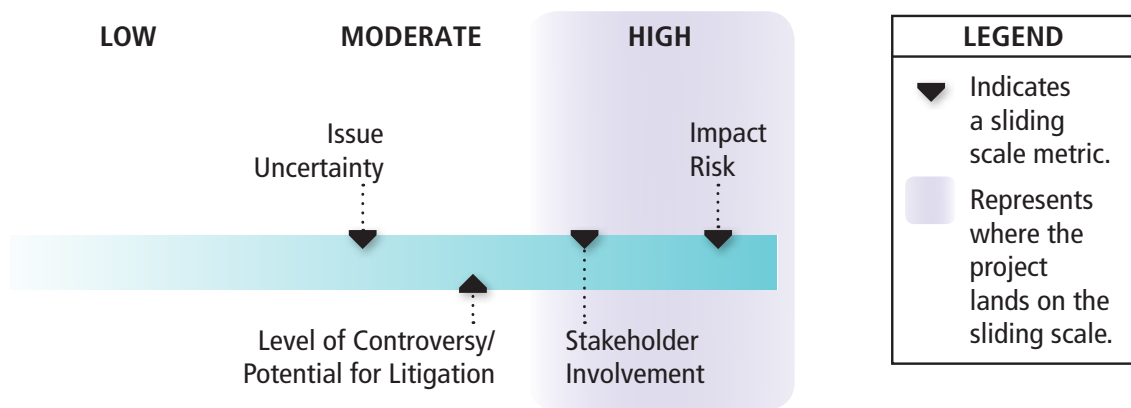 LOW
MODERATE
HIGH
Issue
Uncertainty
Impact
Risk
Level of Controversy/
Potential for Litigation
Stakeholder
Involvement
LEGEND
Indicates
a sliding
scale metric.
Represents
where the
project
lands on the
sliding scale.